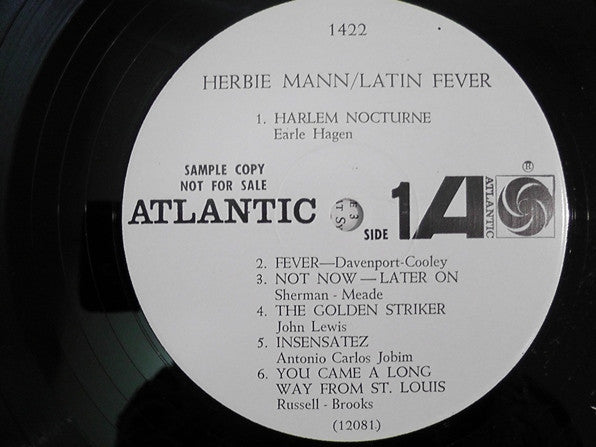 1422
HERBIE MANN/LATIN FEVER
1. HARLEM NOCTURNE
Earle Hagen
SAMPLE COPY
NOT FOR SALE
ATLANTIC
SIDE 1
A
ATLANTIC
®
2. FEVER—Davenport-Cooley
3. NOT NOW — LATER ON
Sherman - Meade
4. THE GOLDEN STRIKER
John Lewis
5. INSENSATEZ
Antonio Carlos Jobim
6. YOU CAME A LONG
WAY FROM ST. LOUIS
Russell - Brooks
(12081)